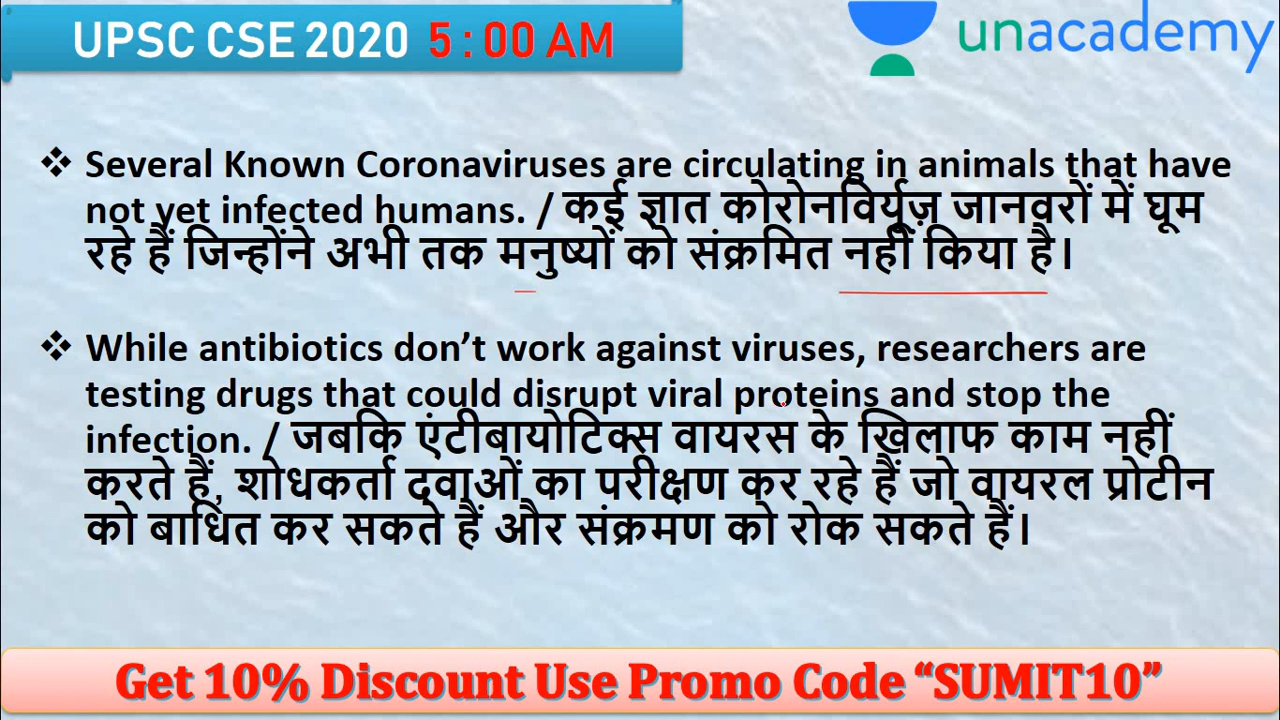 UPSC CSE 2020 5 : 00 AM
unacademy
❖ Several Known Coronaviruses are circulating in animals that have
not yet infected humans. / कई ज्ञात कोरोनविर्यूज़ जानवरों में घूम
रहे हैं जिन्होंने अभी तक मनुष्यों को संक्रमित नहीं किया है।
❖ While antibiotics don’t work against viruses, researchers are
testing drugs that could disrupt viral proteins and stop the
infection. / जबकि एंटीबायोटिक्स वायरस के खिलाफ काम नहीं
करते हैं, शोधकर्ता दवाओं का परीक्षण कर रहे हैं जो वायरल प्रोटीन
को बाधित कर सकते हैं और संक्रमण को रोक सकते हैं।
Get 10% Discount Use Promo Code “SUMIT10”